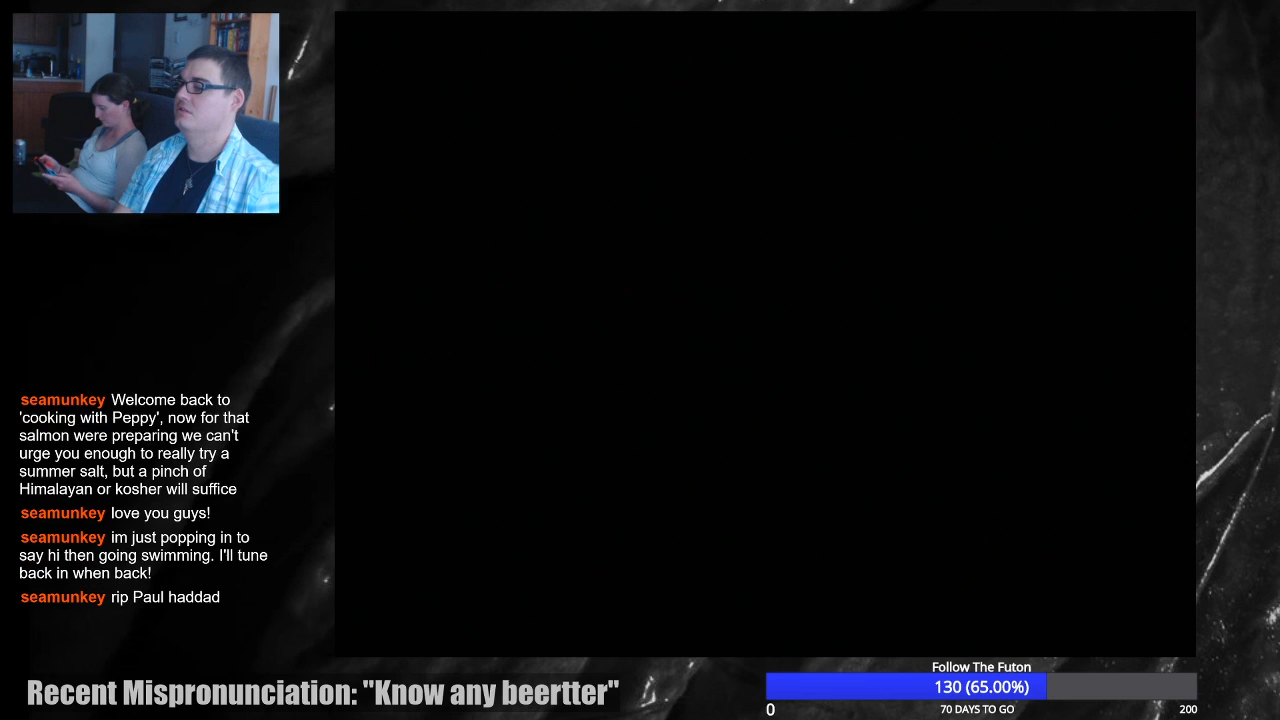 seamunkey Welcome back to
'cooking with Peppy', now for that
salmon were preparing we can't
urge you enough to really try a
summer salt, but a pinch of
Himalayan or kosher will suffice
seamunkey love you guys!
seamunkey im just popping in to
say hi then going swimming. I'll tune
back in when back!
seamunkey rip Paul haddad
Recent Mispronunciation: "Know any beertter"
Follow The Futon
130 (65.00%)
0 70 DAYS TO GO 200